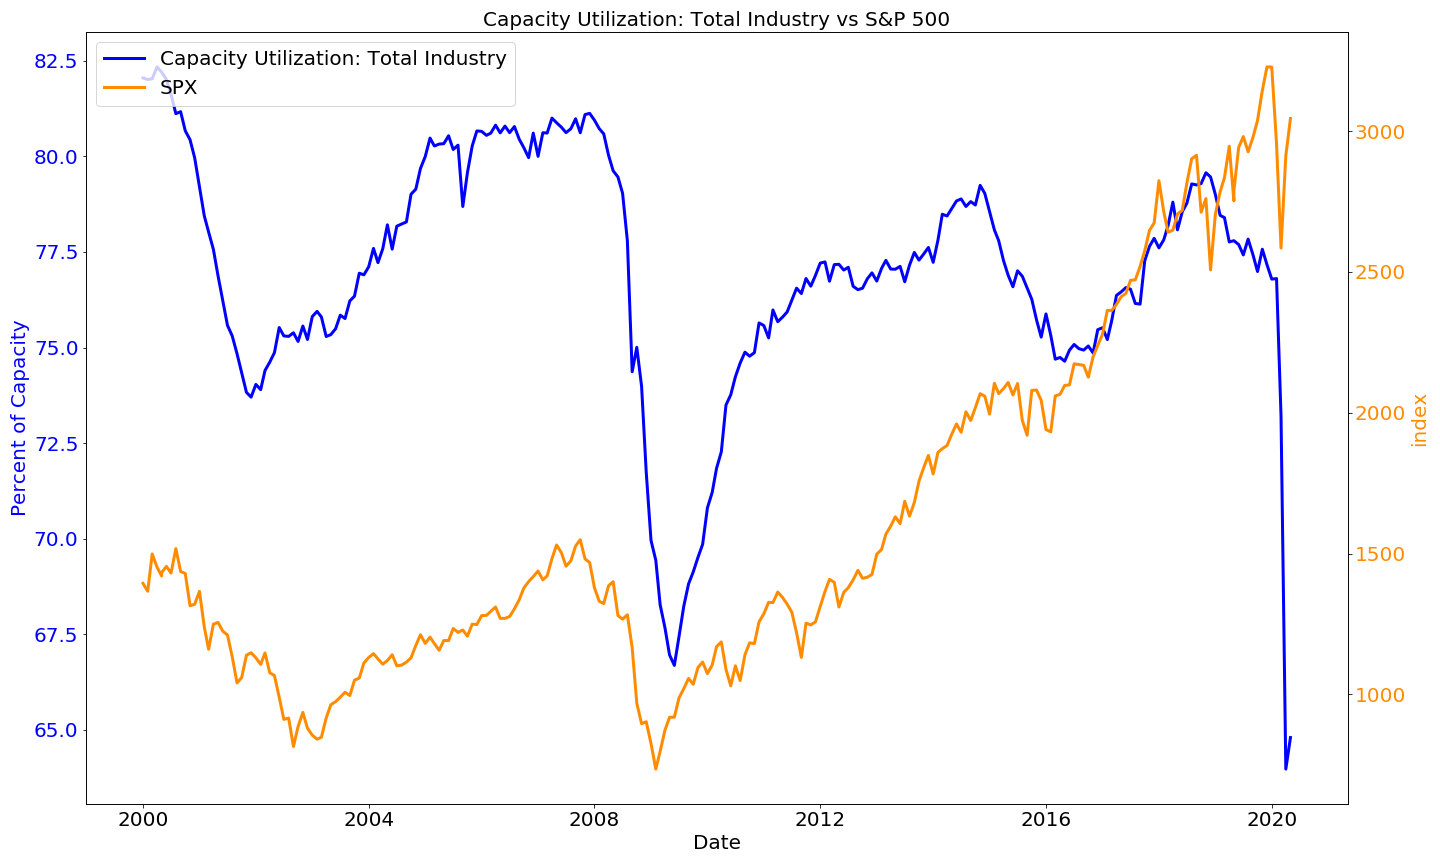 Capacity Utilization: Total Industry vs S&P 500
Capacity Utilization: Total Industry
SPX
82.5
80.0
77.5
75.0
72.5
70.0
67.5
65.0
Percent of Capacity
3000
2500
2000
1500
1000
index
2000 2004 2008 2012 2016 2020
Date